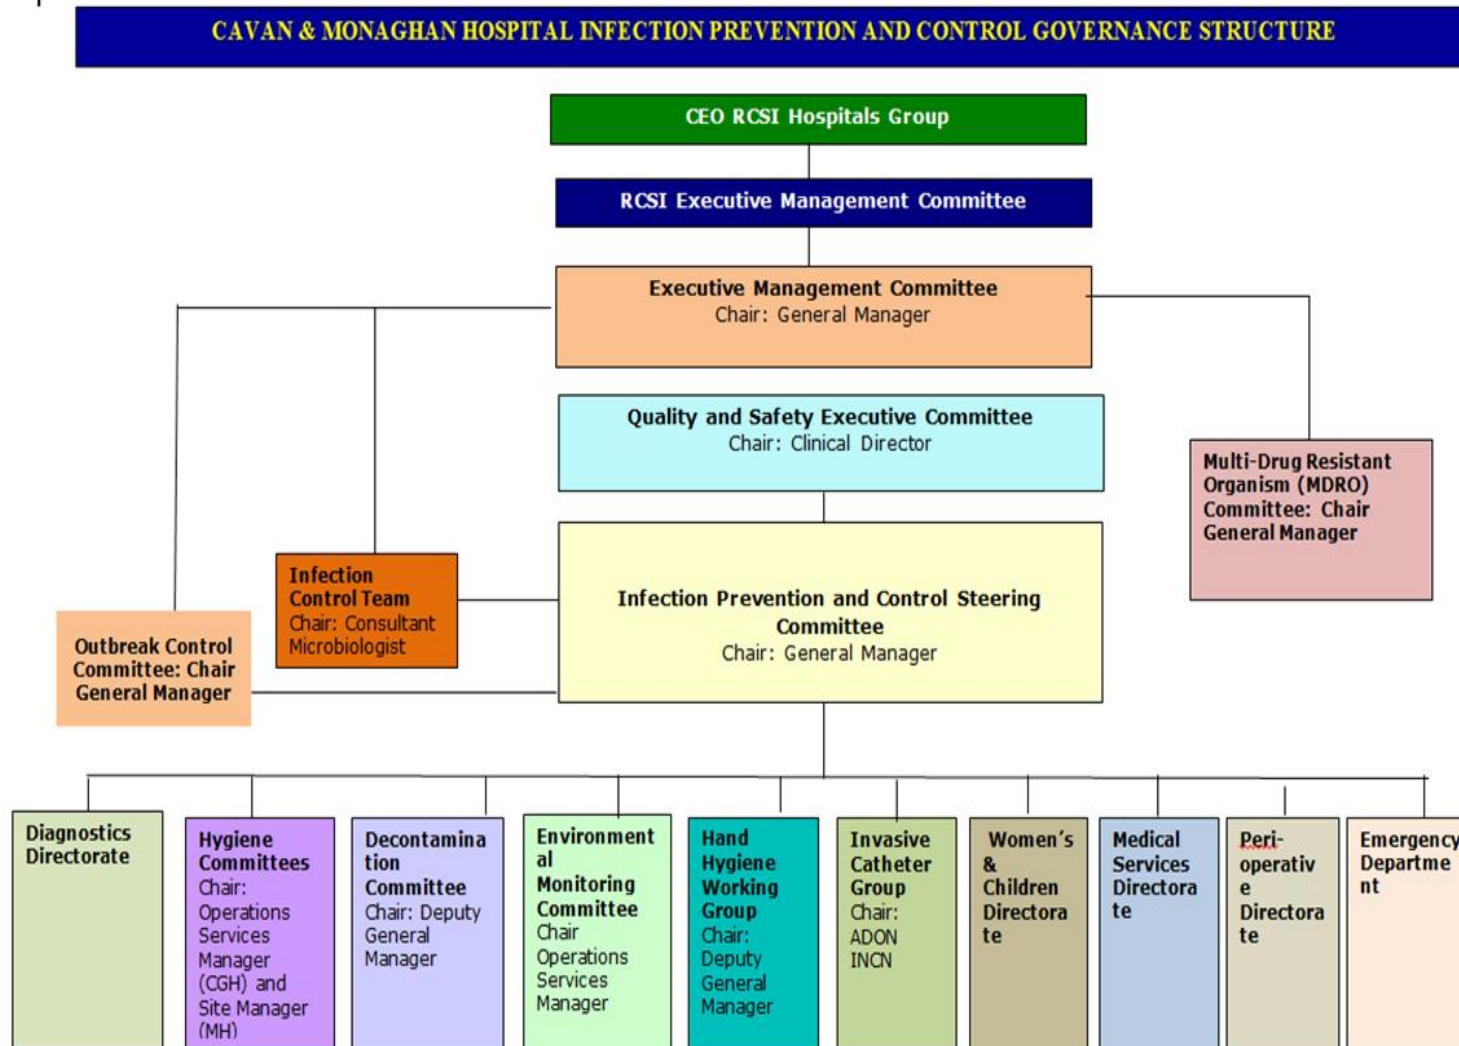 CAVAN & MONAGHAN HOSPITAL INFECTION PREVENTION AND CONTROL GOVERNANCE STRUCTURE
CEO RCSI Hospitals Group
RCSI Executive Management Committee
Executive Management Committee
Chair: General Manager
Quality and Safety Executive Committee
Chair: Clinical Director
Multi-Drug Resistant
Organism (MDRO)
Committee: Chair
General Manager
Infection
Control Team
Chair: Consultant
Microbiologist
Infection Prevention and Control Steering
Committee
Chair: General Manager
Outbreak Control
Committee: Chair
General Manager
Diagnostics
Directorate
Hygiene
Committees
Chair:
Operations
Services
Manager
(CGH) and
Site Manager
(MH)
Decontamina
tion
Committee
Chair: Deputy
General
Manager
Environment
al
Monitoring
Committee
Chair
Operations
Services
Manager
Hand
Hygiene
Working
Group
Chair:
Deputy
General
Manager
Invasive
Catheter
Group
Chair:
ADON
INCN
Women's
&
Children
Directora
te
Medical
Services
Directora
te
Peri-
operativ
e
Directora
te
Emergency
Departme
nt